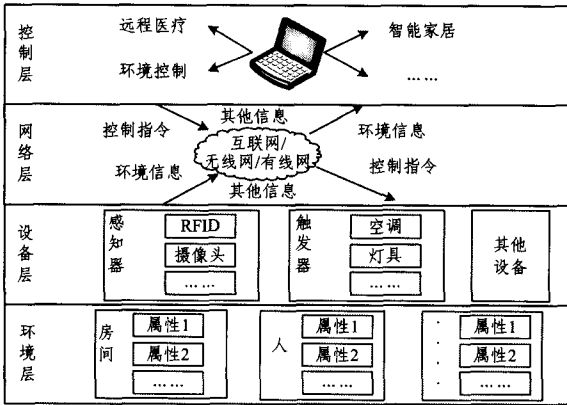 控制层
远程医疗
智能家居
环境控制
……
网络层
其他信息
控制指令
环境信息
互联网/
无线网/有线网
环境信息
控制指令
其他信息
设备层
感知器
RFID
摄像头
……
触发器
空调
灯具
……
其他
设备
环境层
房间
属性1
属性2
……
人
属性1
属性2
……
....
属性1
属性2
……